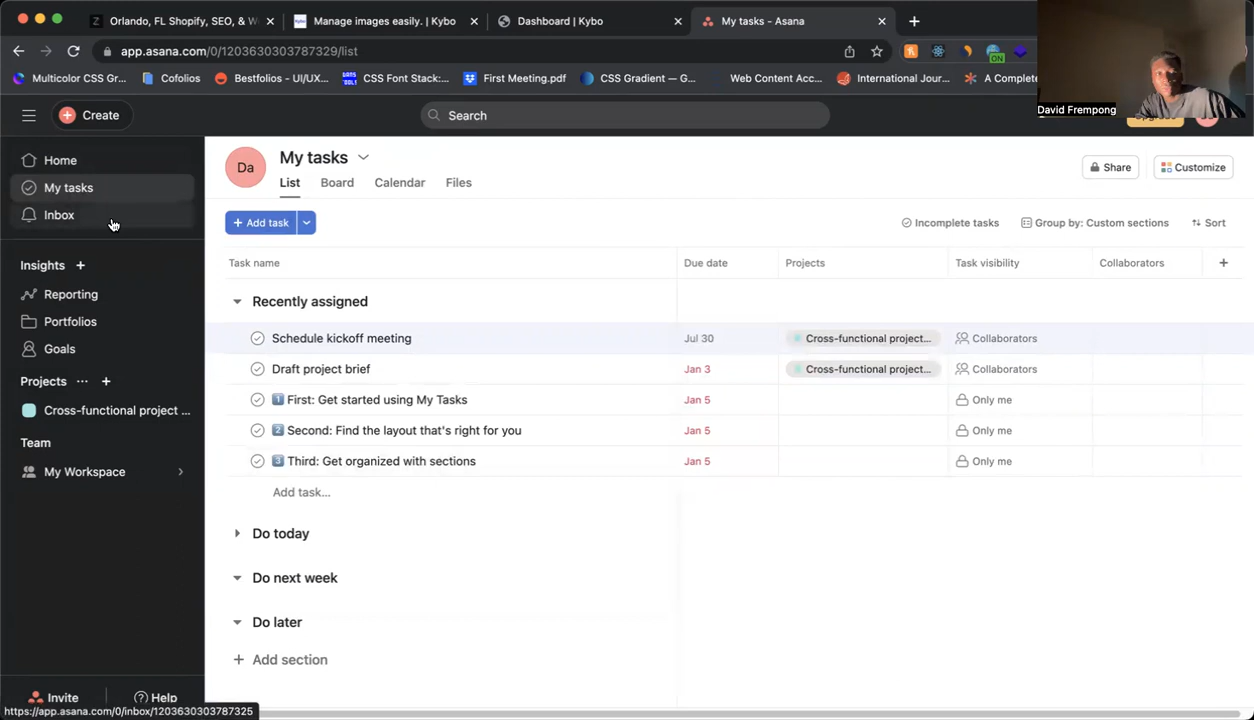 Orlando, FL Shopify, SEO, & W
Manage images easily. | Kybo
Dashboard | Kybo
My tasks - Asana
app.asana.com/0/1203630303787329/list
Multicolor CSS Gr...
Cofolios
Bestfolios - UI/UX...
CSS Font Stack:...
First Meeting.pdf
CSS Gradient — G...
Web Content Acc...
International Jour...
A Complete
ON
David Frempong
Create
Search
Home
My tasks
Inbox
Insights
Reporting
Portfolios
Goals
Projects
Cross-functional project ...
Team
My Workspace
Invite
Help
https://app.asana.com/0/inbox/1203630303787325
Da
My tasks
List Board Calendar Files
Share
Customize
+ Add task
Incomplete tasks
Group by: Custom sections
Sort
Task name Due date Projects Task visibility Collaborators
Recently assigned
Schedule kickoff meeting Jul 30 Cross-functional project... Collaborators
Draft project brief Jan 3 Cross-functional project... Collaborators
1 First: Get started using My Tasks Jan 5 Only me
2 Second: Find the layout that's right for you Jan 5 Only me
3 Third: Get organized with sections Jan 5 Only me
Add task...
Do today
Do next week
Do later
+ Add section